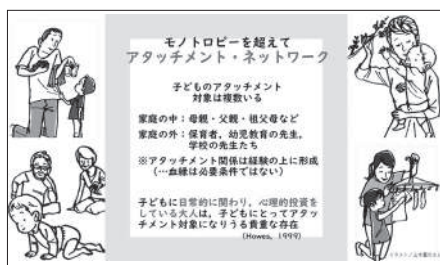 モノトロピーを超えて
アタッチメント・ネットワーク
子どものアタッチメント
対象は複数いる
家庭の中：母親・父親・祖父母など
家庭の外：保育者，幼児教育の先生，
学校の先生たち
※アタッチメント関係は経験の上に形成
（…血縁は必要条件ではない）
子どもに日常的に関わり，心理的投資を
している大人は，子どもにとってアタッ
チメント対象になりうる貴重な存在
(Howes, 1999)